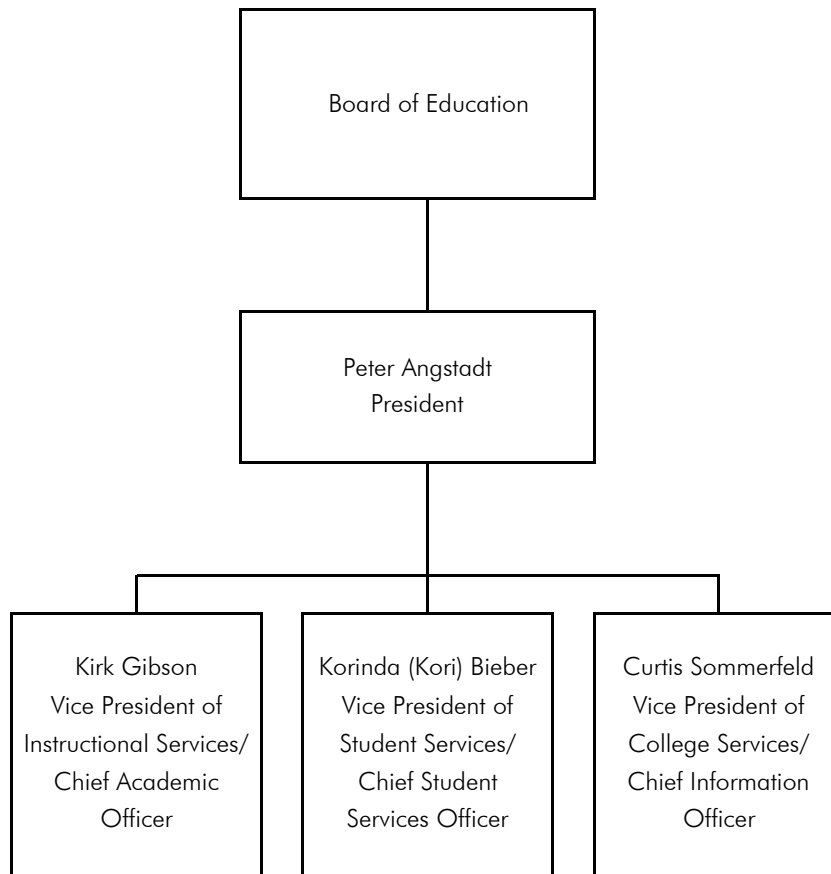 Board of Education
Peter Angstadt
President
Kirk Gibson
Vice President of
Instructional Services/
Chief Academic
Officer
Korinda (Kori) Bieber
Vice President of
Student Services/
Chief Student
Services Officer
Curtis Sommerfeld
Vice President of
College Services/
Chief Information
Officer